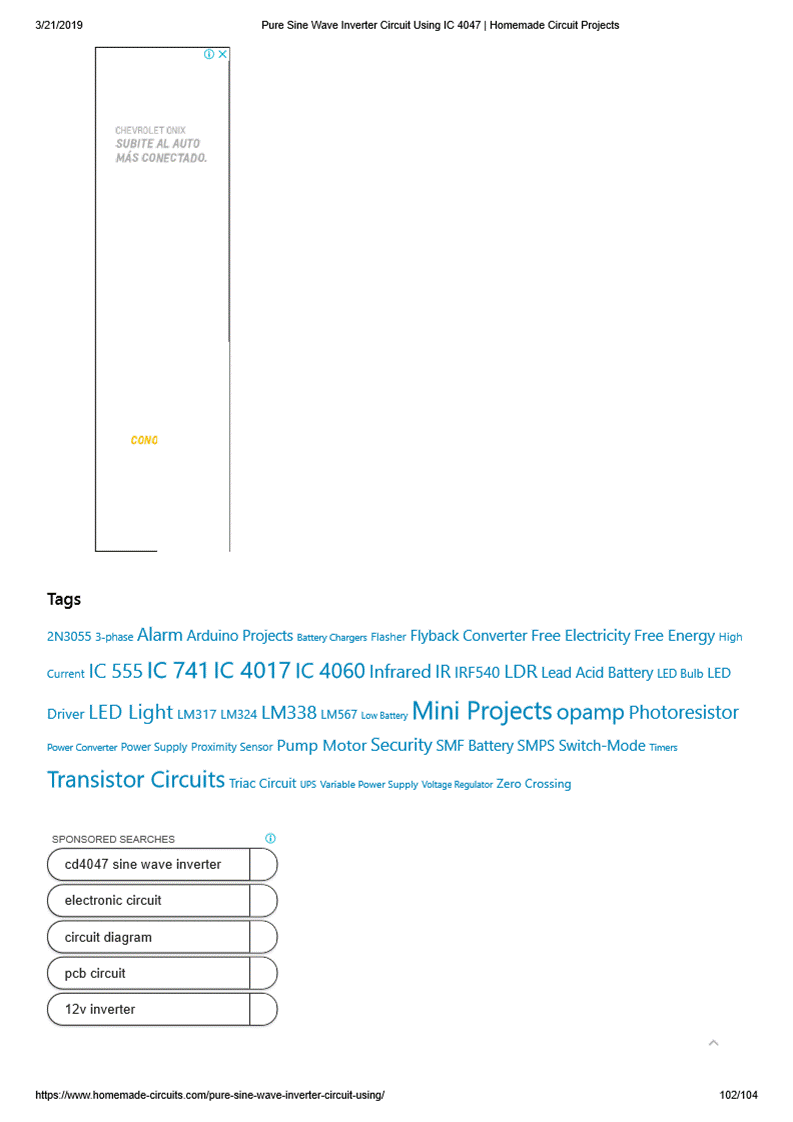 3/21/2019 Pure Sine Wave Inverter Circuit Using IC 4047 | Homemade Circuit Projects
CHEVROLET ONIX
SUBITE AL AUTO
MÁS CONECTADO.
CONO
Tags
2N3055 3-phase Alarm Arduino Projects Battery Chargers Flasher Flyback Converter Free Electricity Free Energy High
Current IC 555 IC 741 IC 4017 IC 4060 Infrared IR IRF540 LDR Lead Acid Battery LED Bulb LED
Driver LED Light LM317 LM324 LM338 LM567 Low Battery Mini Projects opamp Photoresistor
Power Converter Power Supply Proximity Sensor Pump Motor Security SMF Battery SMPS Switch-Mode Timers
Transistor Circuits Triac Circuit UPS Variable Power Supply Voltage Regulator Zero Crossing
SPONSORED SEARCHES
cd4047 sine wave inverter
electronic circuit
circuit diagram
pcb circuit
12v inverter
https://www.homemade-circuits.com/pure-sine-wave-inverter-circuit-using/ 102/104